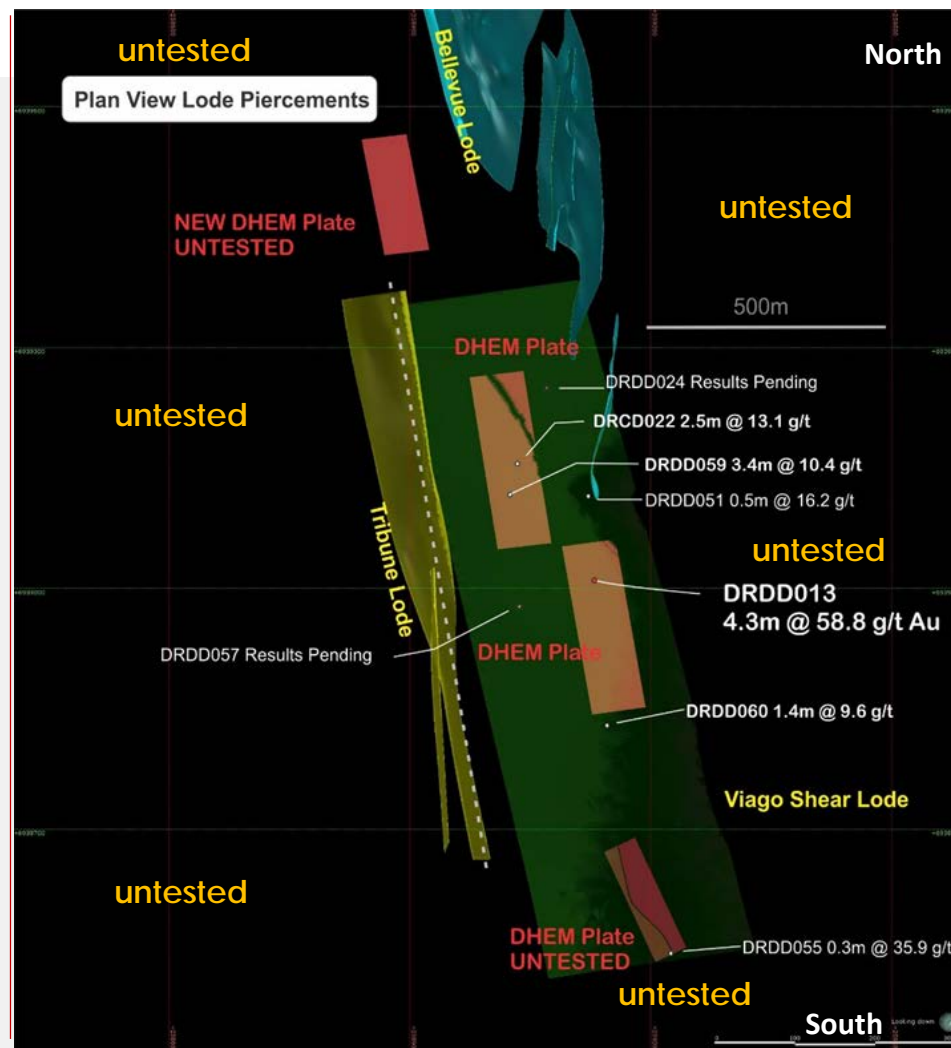 untested
North
Plan View Lode Piercements
Bellevue Lode
NEW DHEM Plate
UNTESTED
untested
500m
DHEM Plate
DRDD024 Results Pending
untested
DRCD022 2.5m @ 13.1 g/t
DRDD059 3.4m @ 10.4 g/t
DRDD051 0.5m @ 16.2 g/t
Tribune Lode
untested
DRDD013
4.3m @ 58.8 g/t Au
DRDD057 Results Pending
DHEM Plate
DRDD060 1.4m @ 9.6 g/t
Viago Shear Lode
untested
DHEM Plate
UNTESTED
DRDD055 0.3m @ 35.9 g/t
untested
South
Looking down